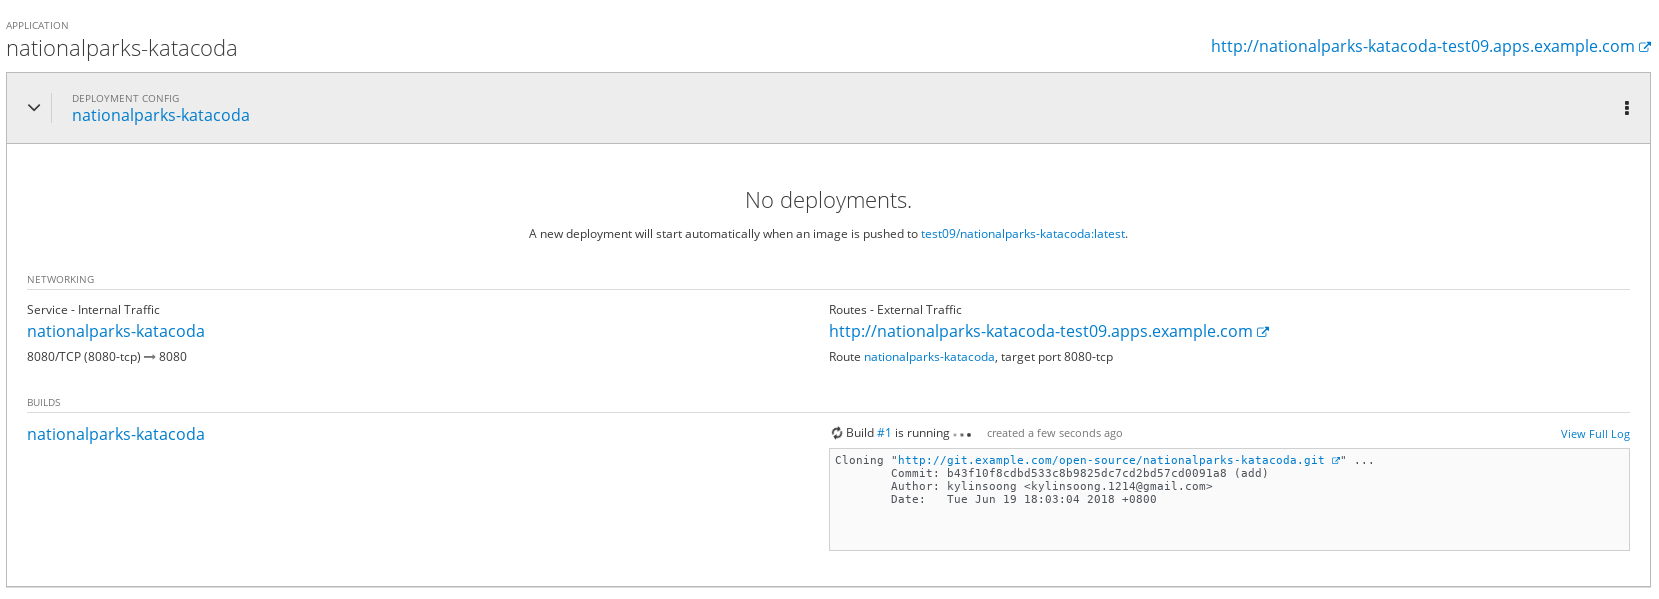 APPLICATION
nationalparks-katacoda
http://nationalparks-katacoda-test09.apps.example.com
DEPLOYMENT CONFIG
nationalparks-katacoda
No deployments.
A new deployment will start automatically when an image is pushed to test09/nationalparks-katacoda:latest.
NETWORKING
Service - Internal Traffic
nationalparks-katacoda
8080/TCP (8080-tcp) → 8080
Routes - External Traffic
http://nationalparks-katacoda-test09.apps.example.com
Route nationalparks-katacoda, target port 8080-tcp
BUILDS
nationalparks-katacoda
Build #1 is running ... created a few seconds ago
View Full Log
Cloning "http://git.example.com/open-source/nationalparks-katacoda.git " ...
Commit: b43f10f8cdbd533c8b9825dc7cd2bd57cd0091a8 (add)
Author: kylinsoong <kylinsoong.1214@gmail.com>
Date: Tue Jun 19 18:03:04 2018 +0800